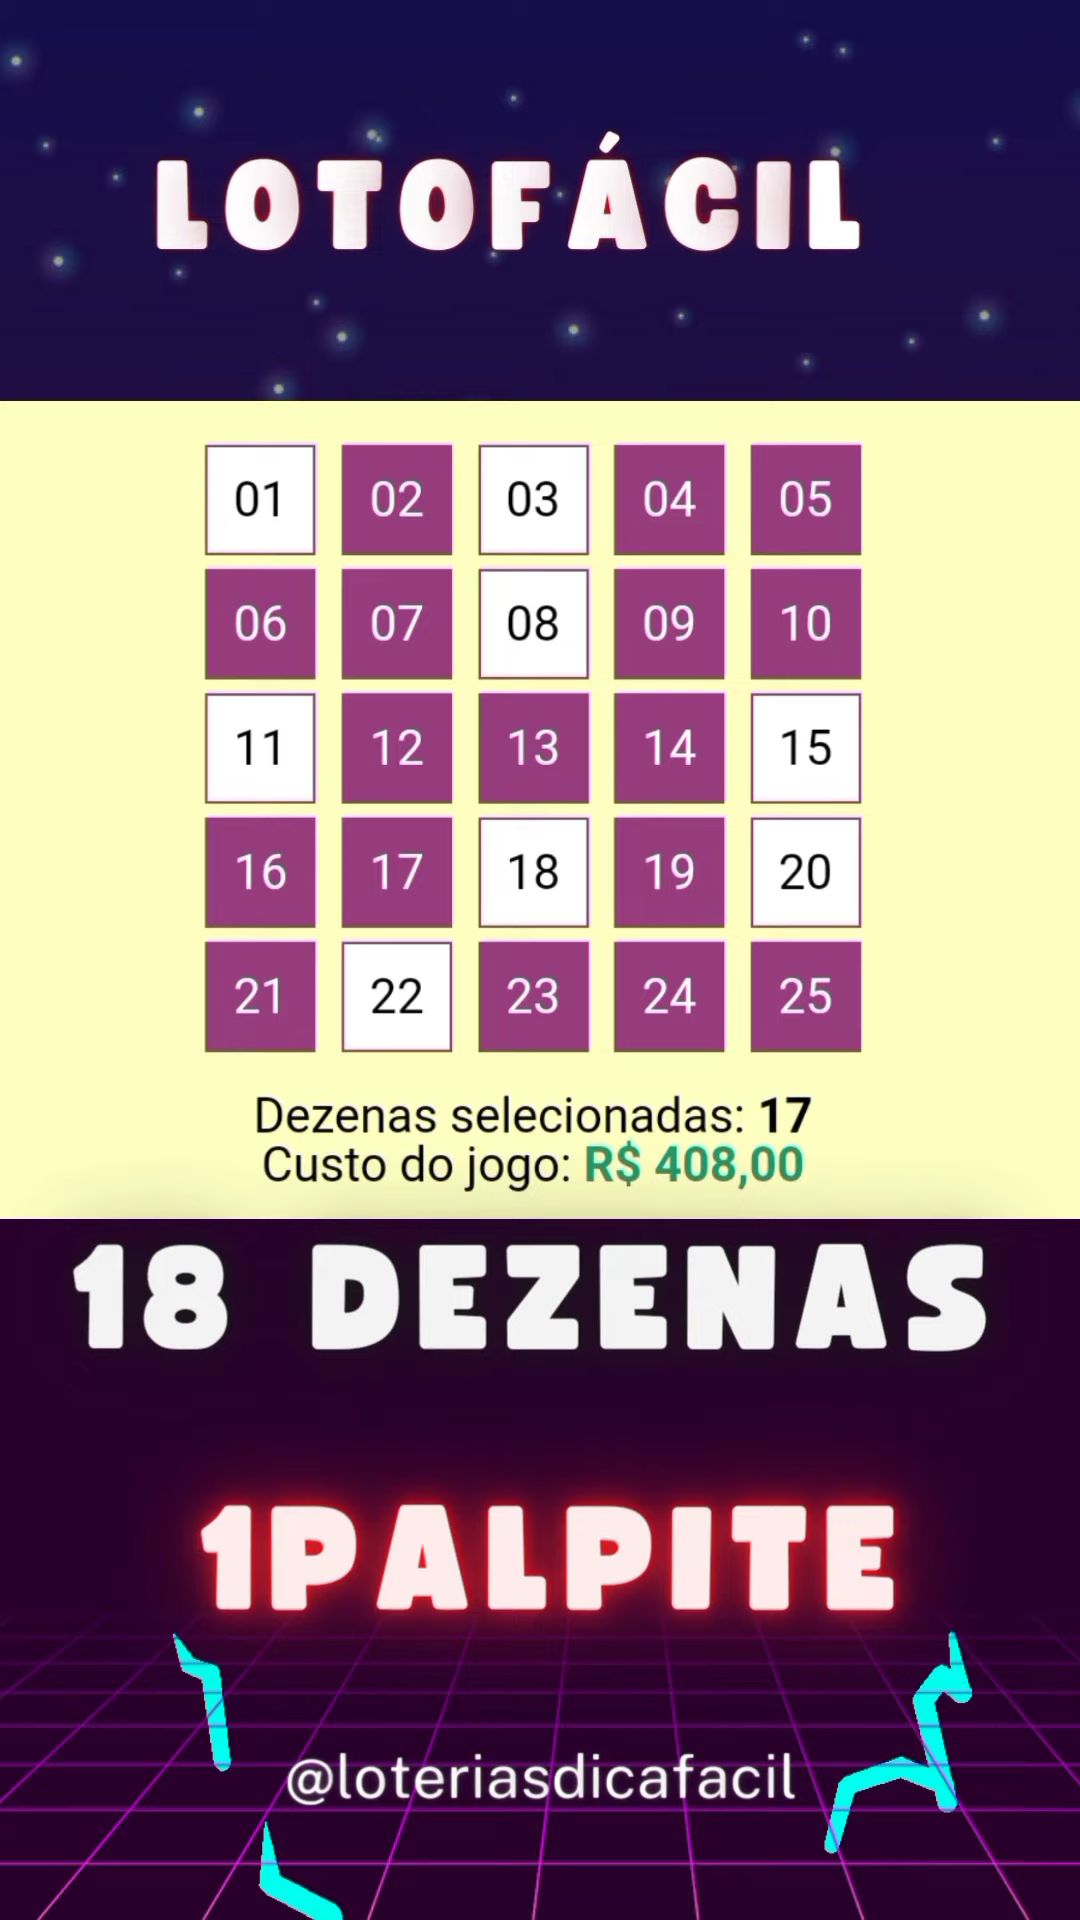 LOTOFÁCIL
01 02 03 04 05
06 07 08 09 10
11 12 13 14 15
16 17 18 19 20
21 22 23 24 25
Dezenas selecionadas: 17
Custo do jogo: R$ 408,00
18 DEZENAS
1PALPITE
@loteriasdicafacil